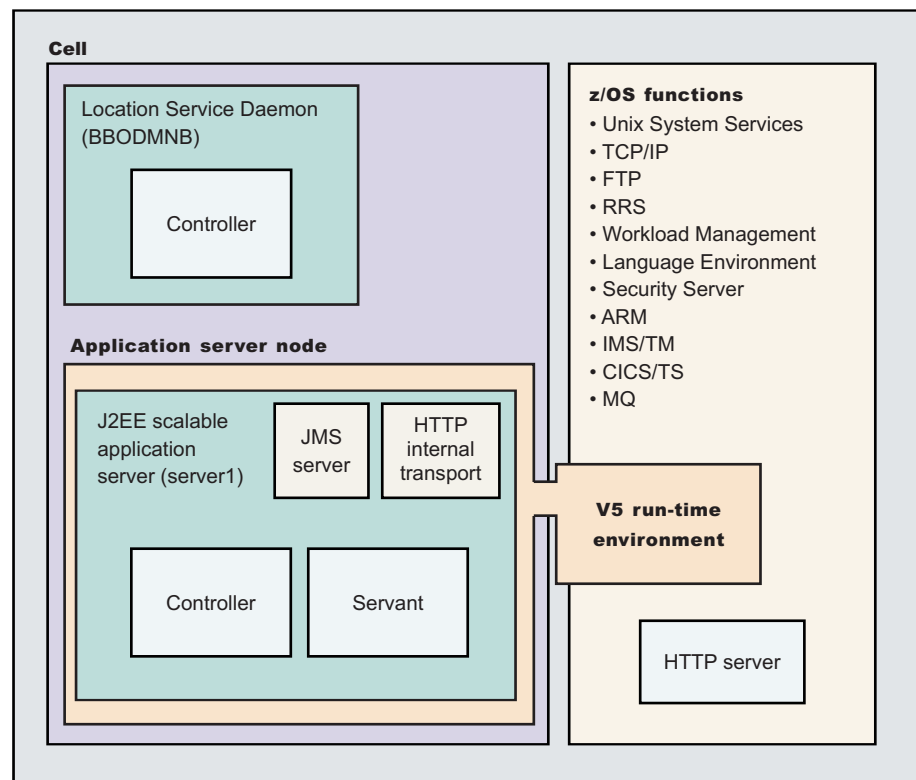 Cell
Location Service Daemon
(BBODMNB)
Controller
Application server node
J2EE scalable
application
server (server1)
JMS
server
HTTP
internal
transport
Controller
Servant
z/OS functions
• Unix System Services
• TCP/IP
• FTP
• RRS
• Workload Management
• Language Environment
• Security Server
• ARM
• IMS/TM
• CICS/TS
• MQ
V5 run-time
environment
HTTP server